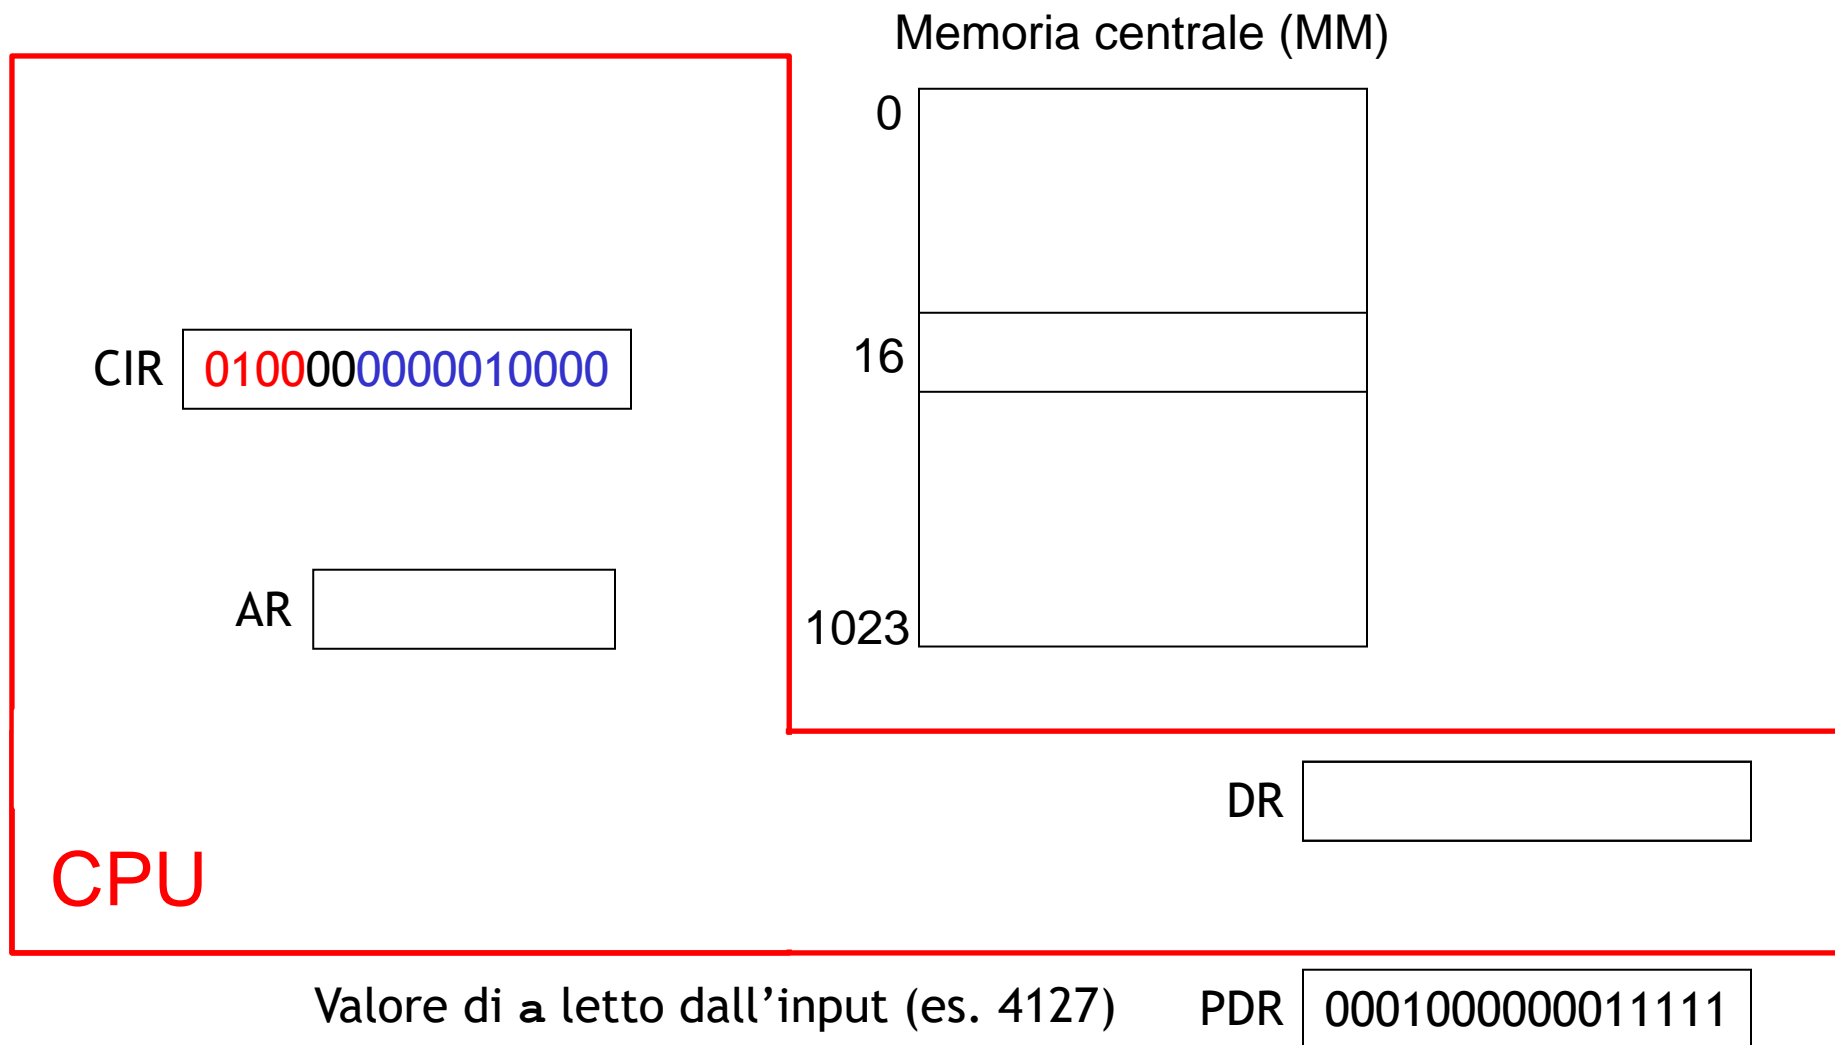 Memoria centrale (MM)
0
CIR 0100000000010000
16
AR
1023
DR
CPU
Valore di a letto dall’input (es. 4127) PDR 0001000000011111